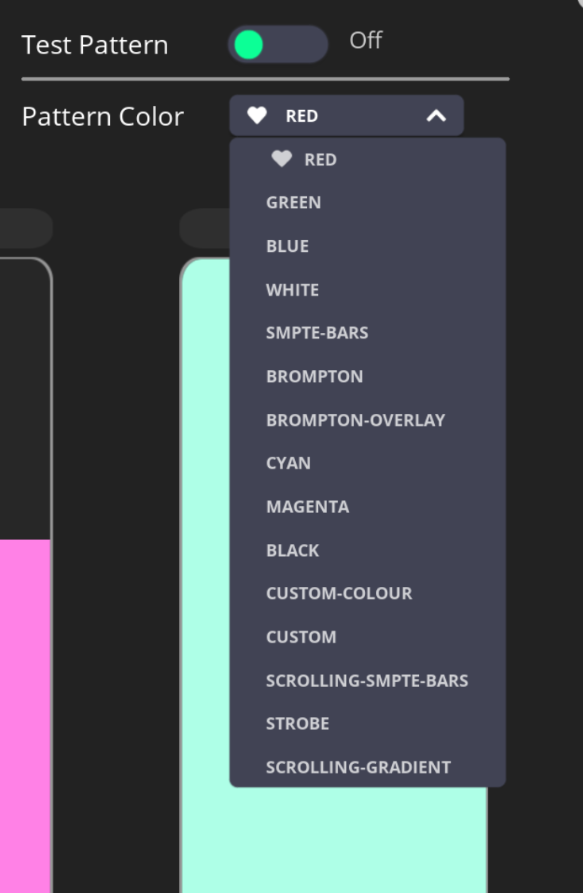 Test Pattern Off
Pattern Color RED
RED
GREEN
BLUE
WHITE
SMPTE-BARS
BROMPTON
BROMPTON-OVERLAY
CYAN
MAGENTA
BLACK
CUSTOM-COLOUR
CUSTOM
SCROLLING-SMPTE-BARS
STROBE
SCROLLING-GRADIENT